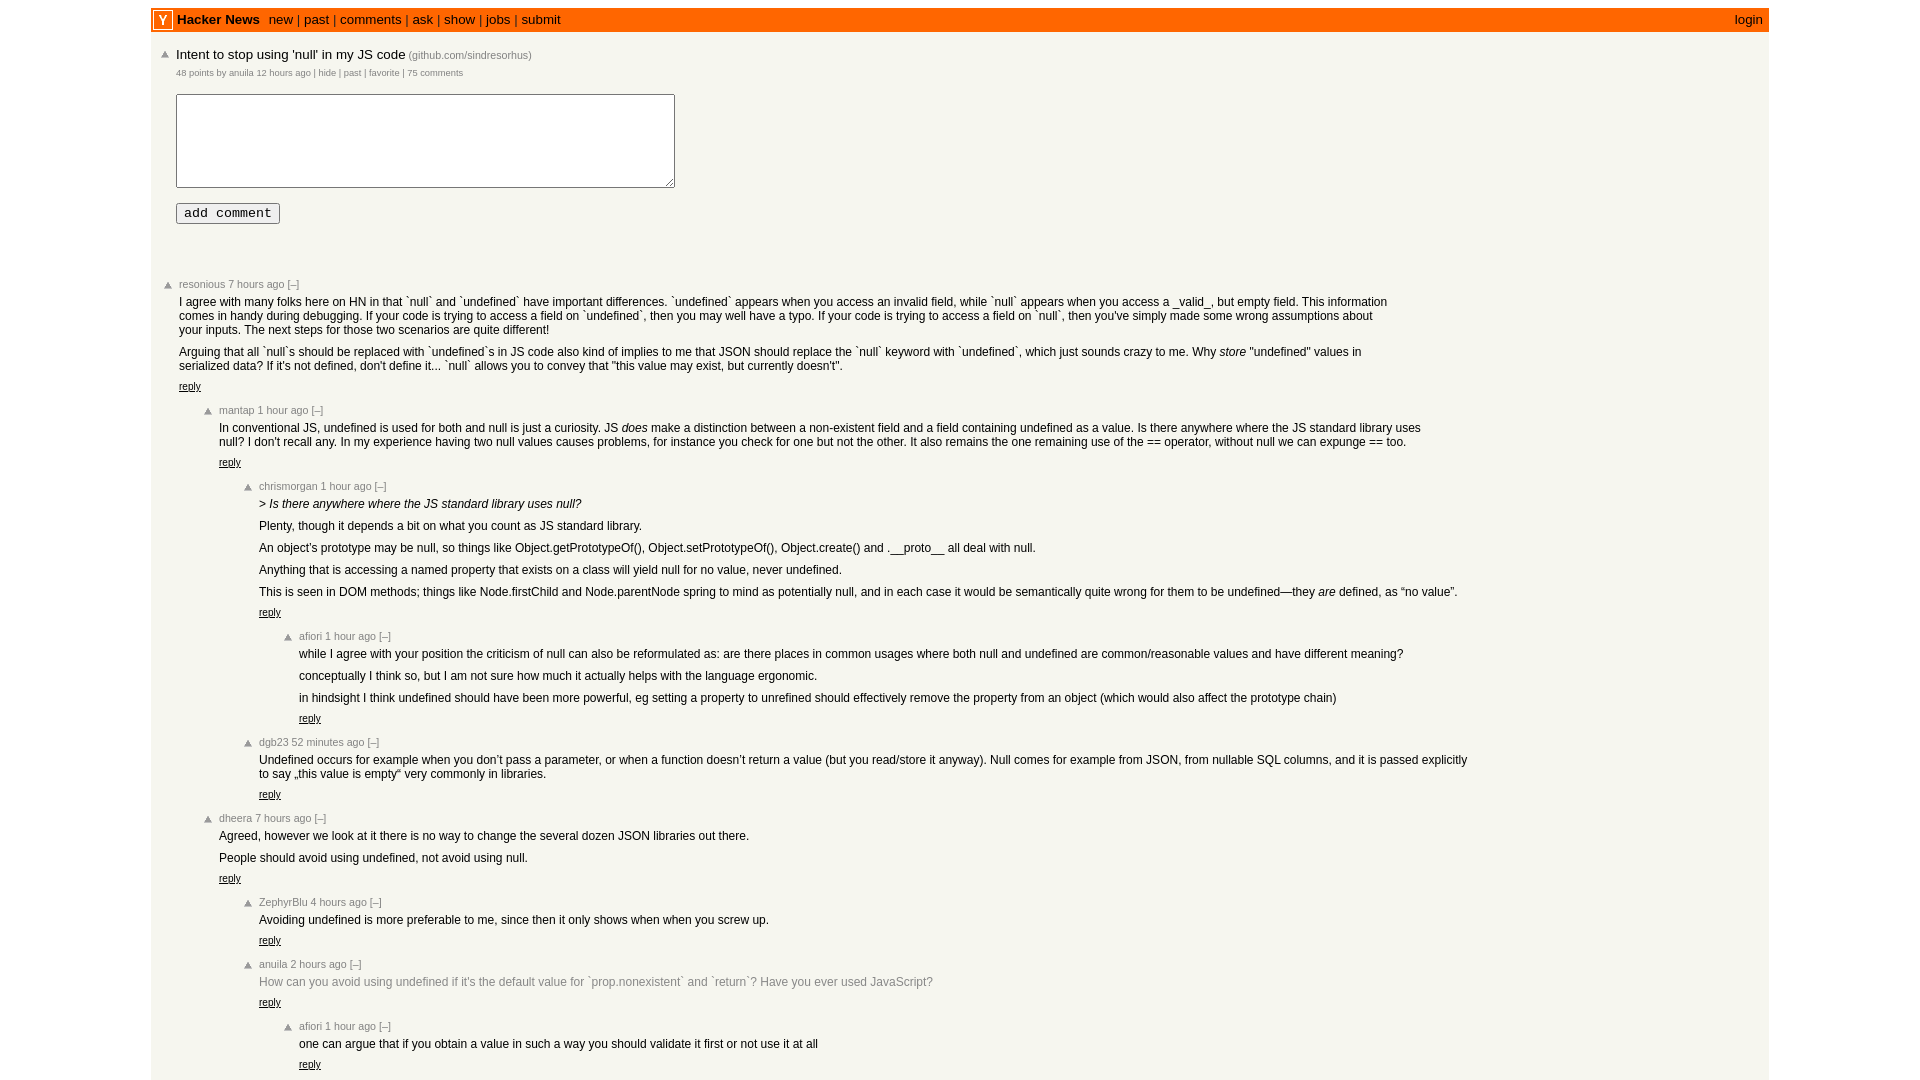 Y Hacker News new | past | comments | ask | show | jobs | submit login
Intent to stop using 'null' in my JS code (github.com/sindresorhus)
48 points by anuila 12 hours ago | hide | past | favorite | 75 comments
add comment
resonious 7 hours ago [–]
I agree with many folks here on HN in that `null` and `undefined` have important differences. `undefined` appears when you access an invalid field, while `null` appears when you access a _valid_, but empty field. This information
comes in handy during debugging. If your code is trying to access a field on `undefined`, then you may well have a typo. If your code is trying to access a field on `null`, then you've simply made some wrong assumptions about
your inputs. The next steps for those two scenarios are quite different!
Arguing that all `null`s should be replaced with `undefined`s in JS code also kind of implies to me that JSON should replace the `null` keyword with `undefined`, which just sounds crazy to me. Why store "undefined" values in
serialized data? If it's not defined, don't define it... `null` allows you to convey that "this value may exist, but currently doesn't".
reply
mantap 1 hour ago [–]
In conventional JS, undefined is used for both and null is just a curiosity. JS does make a distinction between a non-existent field and a field containing undefined as a value. Is there anywhere where the JS standard library uses
null? I don't recall any. In my experience having two null values causes problems, for instance you check for one but not the other. It also remains the one remaining use of the == operator, without null we can expunge == too.
reply
chrismorgan 1 hour ago [–]
> Is there anywhere where the JS standard library uses null?
Plenty, though it depends a bit on what you count as JS standard library.
An object’s prototype may be null, so things like Object.getPrototypeOf(), Object.setPrototypeOf(), Object.create() and .__proto__ all deal with null.
Anything that is accessing a named property that exists on a class will yield null for no value, never undefined.
This is seen in DOM methods; things like Node.firstChild and Node.parentNode spring to mind as potentially null, and in each case it would be semantically quite wrong for them to be undefined—they are defined, as “no value”.
reply
afiori 1 hour ago [–]
while I agree with your position the criticism of null can also be reformulated as: are there places in common usages where both null and undefined are common/reasonable values and have different meaning?
conceptually I think so, but I am not sure how much it actually helps with the language ergonomic.
in hindsight I think undefined should have been more powerful, eg setting a property to unrefined should effectively remove the property from an object (which would also affect the prototype chain)
reply
dgb23 52 minutes ago [–]
Undefined occurs for example when you don’t pass a parameter, or when a function doesn’t return a value (but you read/store it anyway). Null comes for example from JSON, from nullable SQL columns, and it is passed explicitly
to say „this value is empty“ very commonly in libraries.
reply
dheera 7 hours ago [–]
Agreed, however we look at it there is no way to change the several dozen JSON libraries out there.
People should avoid using undefined, not avoid using null.
reply
ZephyrBlu 4 hours ago [–]
Avoiding undefined is more preferable to me, since then it only shows when when you screw up.
reply
anuila 2 hours ago [–]
How can you avoid using undefined if it's the default value for `prop.nonexistent` and `return`? Have you ever used JavaScript?
reply
afiori 1 hour ago [–]
one can argue that if you obtain a value in such a way you should validate it first or not use it at all
reply